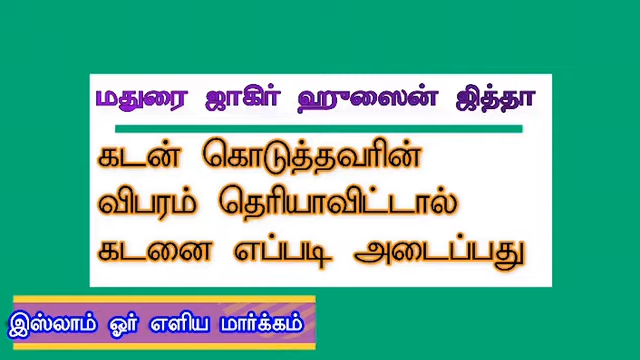 மதுரை ஜாகிர் ஹுஸைன் ஜித்தா
கடன் கொடுத்தவரின்
விபரம் தெரியாவிட்டால்
கடனை எப்படி அடைப்பது
இஸ்லாம் ஓர் எளிய மார்க்கம்